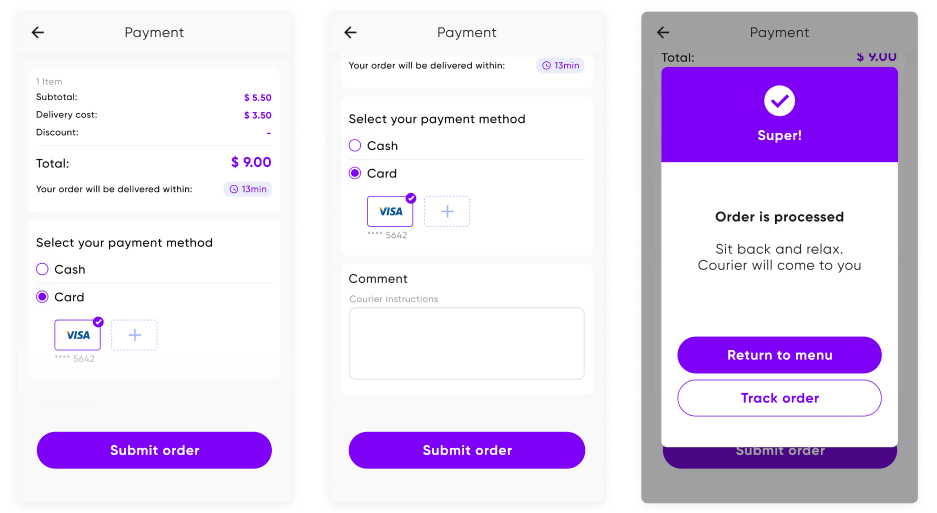 Payment
1 Item
Subtotal: $ 5.50
Delivery cost: $ 3.50
Discount: -
Total: $ 9.00
Your order will be delivered within: 13min
Select your payment method
Cash
Card
VISA
**** 5642
Submit order
Payment
Your order will be delivered within: 13min
Select your payment method
Cash
Card
VISA
**** 5642
Comment
Courier instructions
Submit order
Payment
Total: $ 9.00
Super!
Order is processed
Sit back and relax.
Courier will come to you
Return to menu
Track order
Submit order